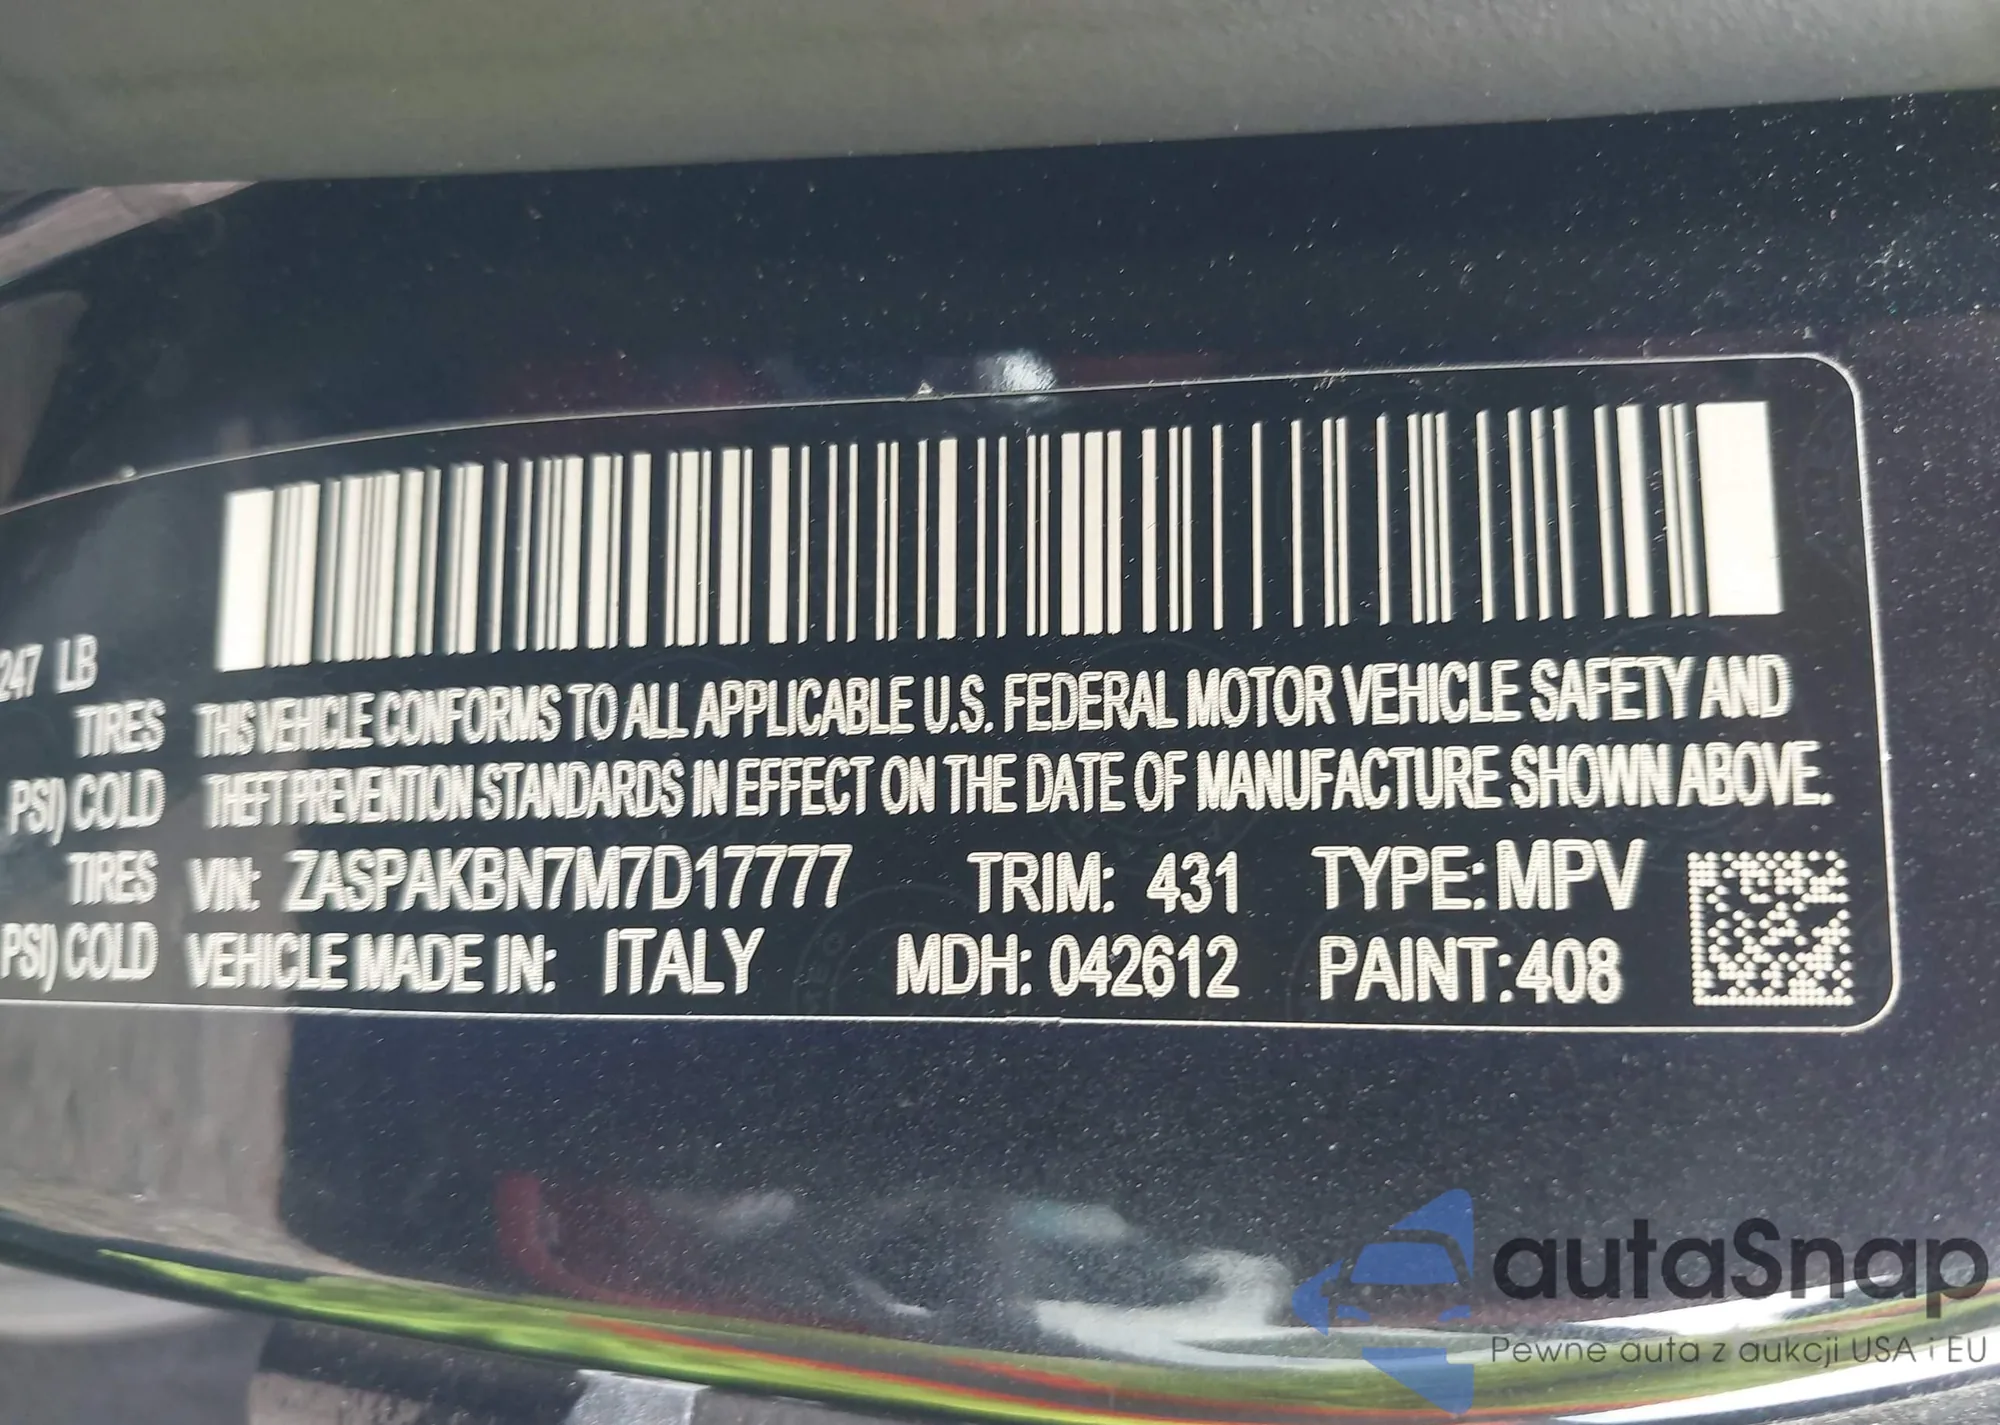 247 LB
TIRES
PSI) COLD
TIRES
PSI) COLD
THIS VEHICLE CONFORMS TO ALL APPLICABLE U.S. FEDERAL MOTOR VEHICLE SAFETY AND
THEFT PREVENTION STANDARDS IN EFFECT ON THE DATE OF MANUFACTURE SHOWN ABOVE.
VIN: ZASPAKBN7M7D17777 TRIM: 431 TYPE: MPV
VEHICLE MADE IN: ITALY MDH: 042612 PAINT: 408
autaSnap
Pewne auta z aukcji USA i EU